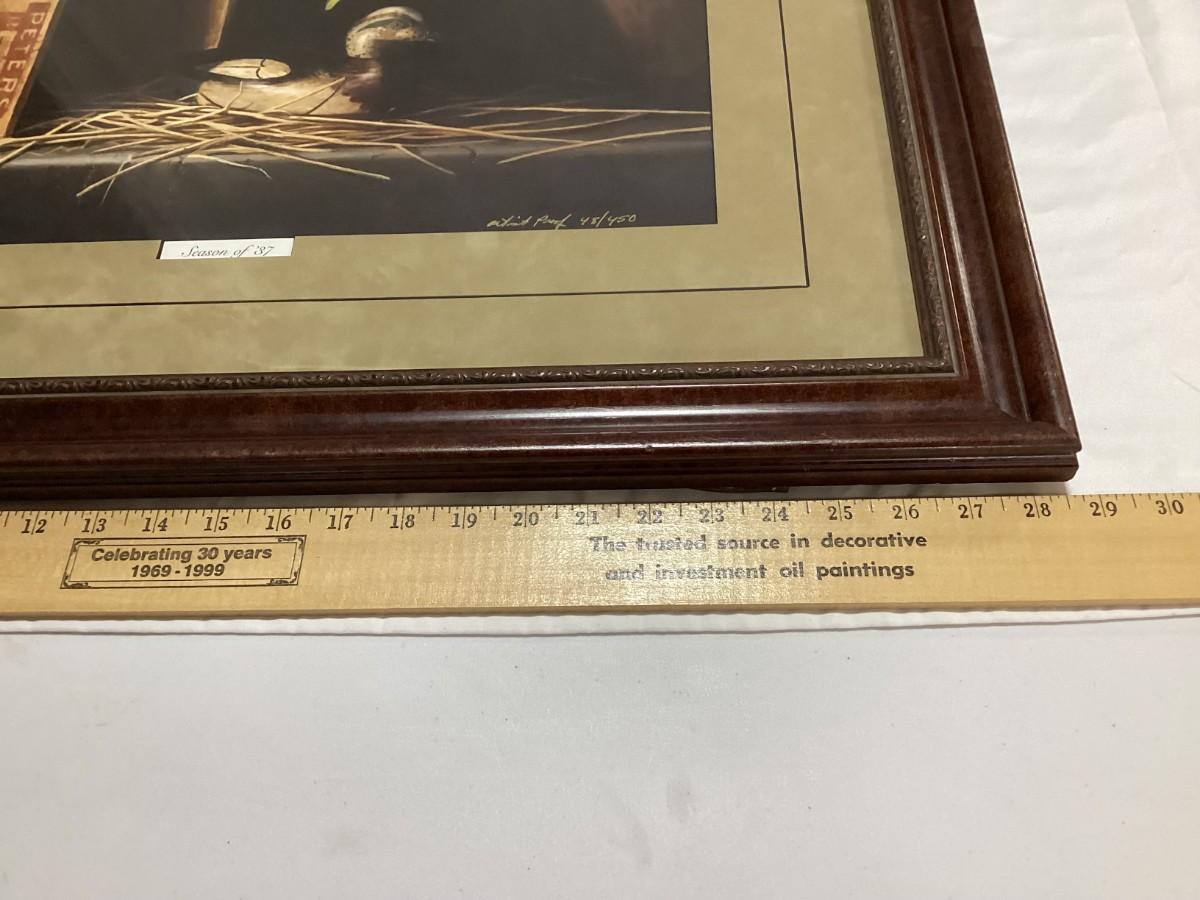 PETERS
Artist Proof 48/450
Season of '37
12 13 14 15 16 17 18 19 20 21 22 23 24 25 26 27 28 29 30
Celebrating 30 years
1969 - 1999
The trusted source in decorative
and investment oil paintings